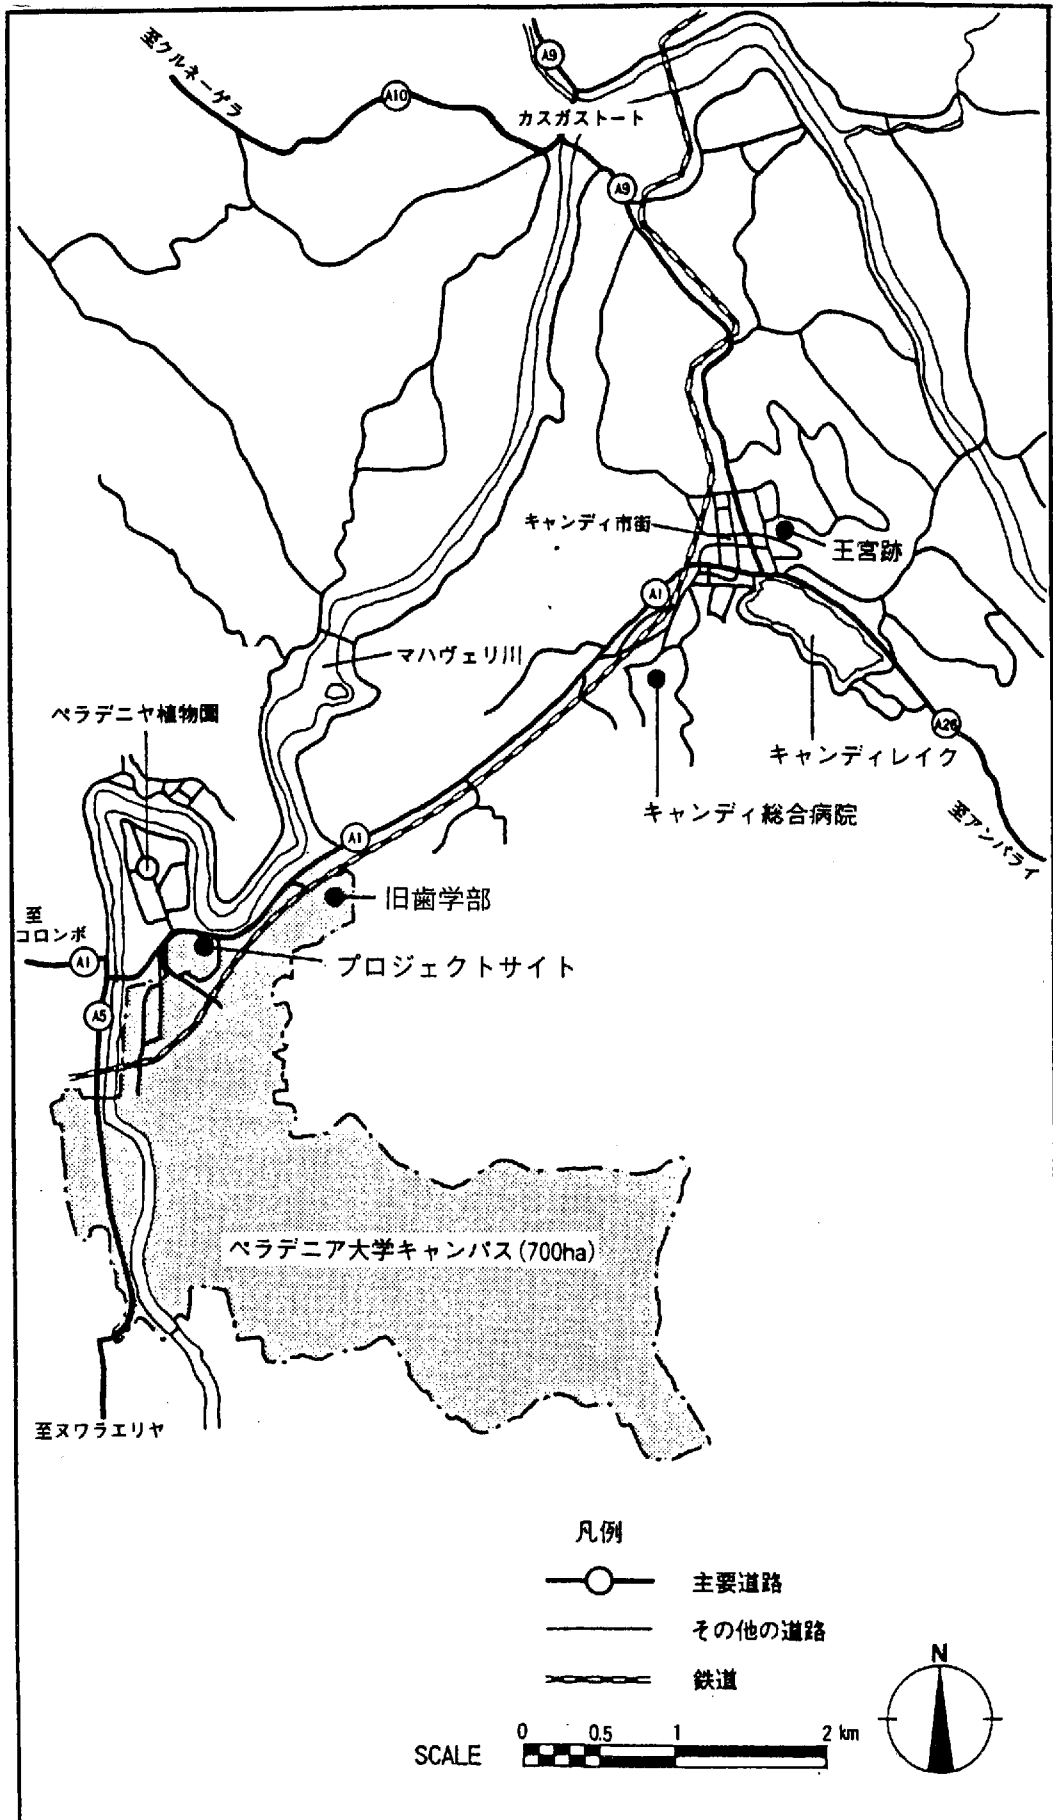 至クルネーゲラ
A9
A10
カスガストート
A9
キャンディ市街
王宮跡
A1
マハヴェリ川
ペラデニヤ植物園
A26
キャンディレイク
キャンディ総合病院
至アンパライ
A1
旧歯学部
至
コロンボ
A1
プロジェクトサイト
A5
ペラデニア大学キャンパス(700ha)
至ヌワラエリヤ
凡例
主要道路
その他の道路
鉄道
N
0 0.5 1 2 km
SCALE